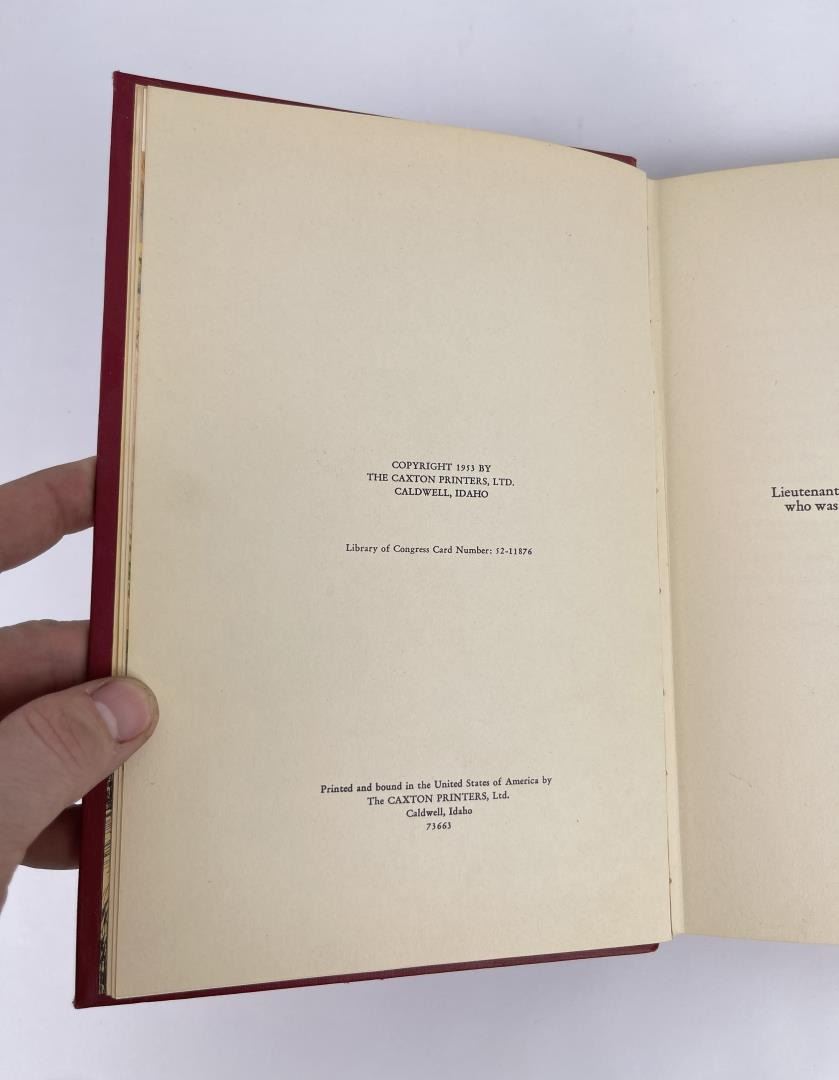 COPYRIGHT 1953 BY
THE CAXTON PRINTERS, LTD.
CALDWELL, IDAHO
Library of Congress Card Number: 52-11876
Printed and bound in the United States of America by
The CAXTON PRINTERS, Ltd.
Caldwell, Idaho
73663
Lieutenant
who was